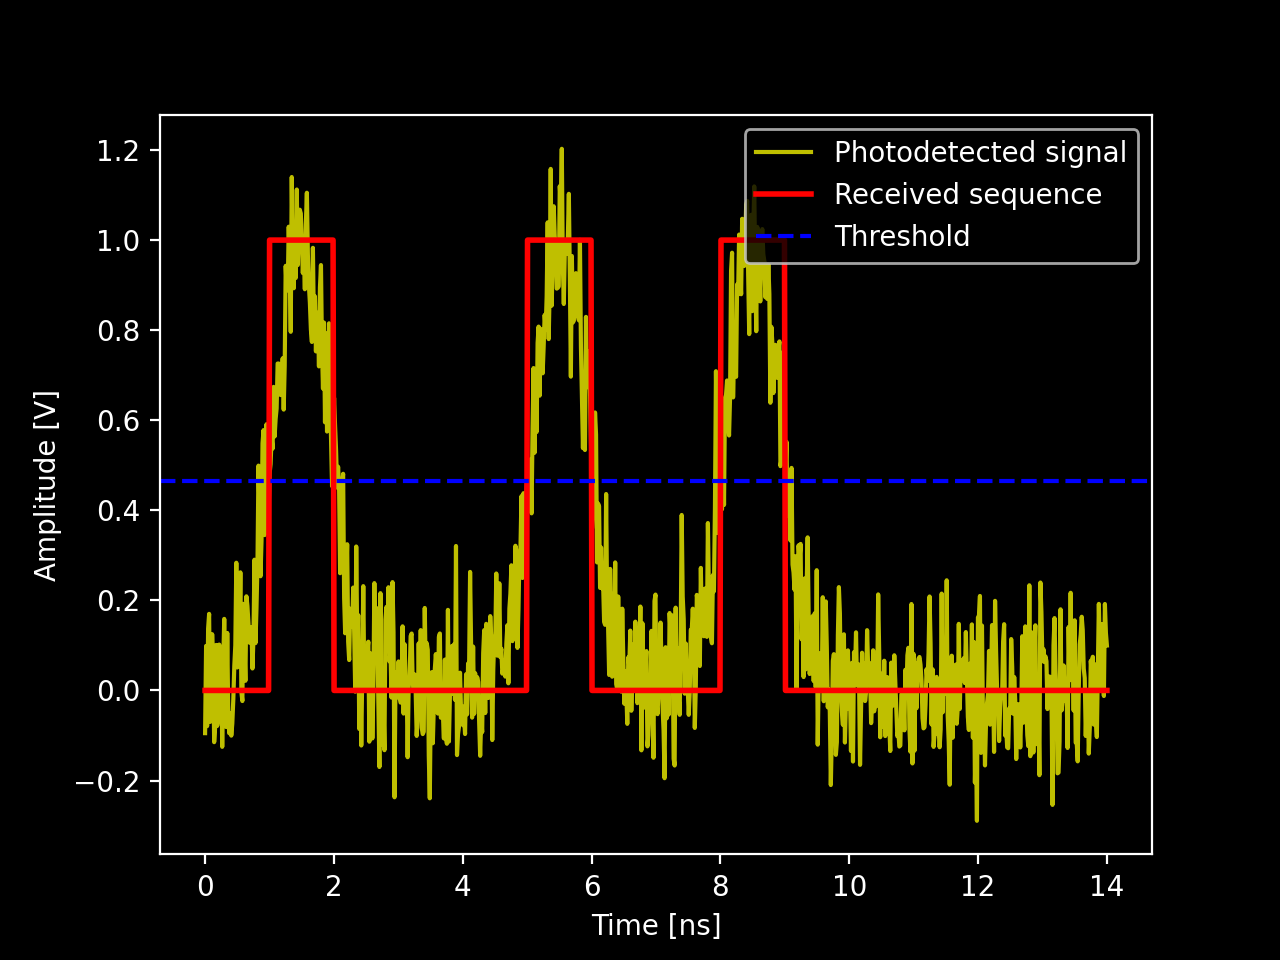 Photodetected signal
Received sequence
Threshold
1.2
1.0
0.8
0.6
0.4
0.2
0.0
−0.2
Amplitude [V]
0 2 4 6 8 10 12 14
Time [ns]